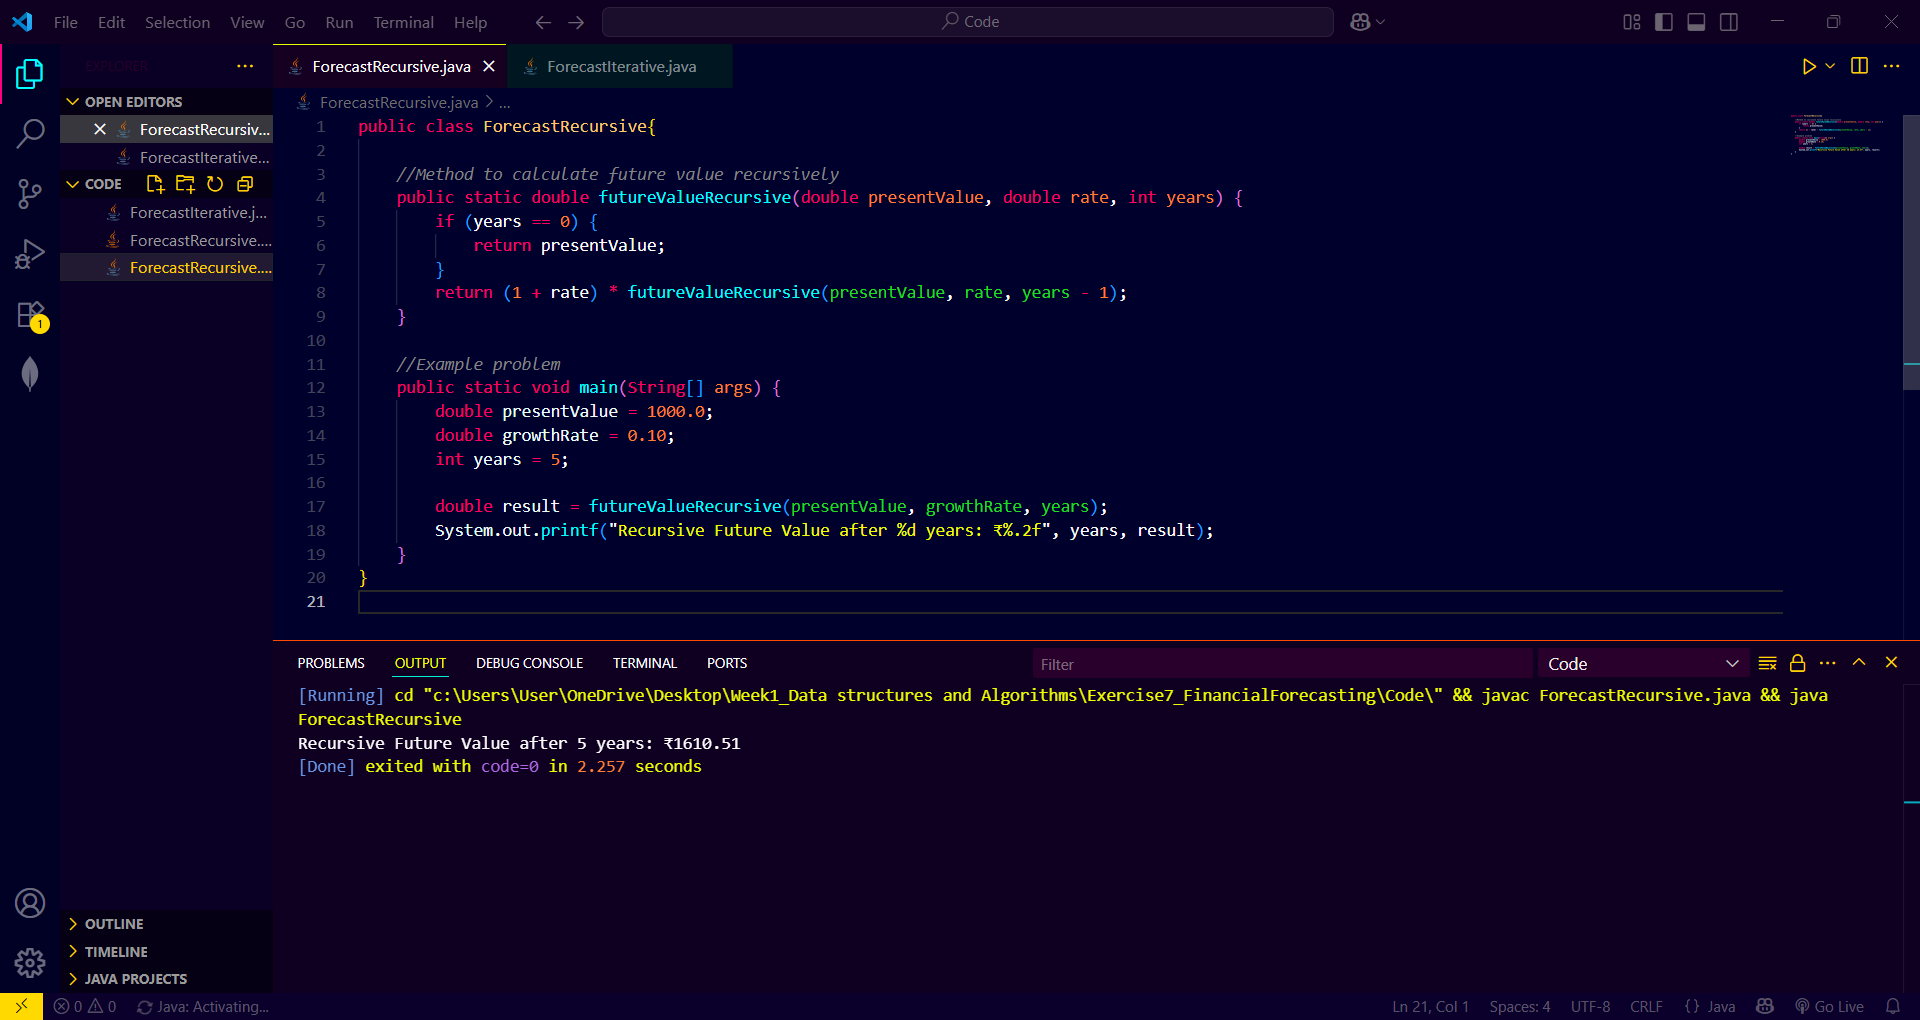 File Edit Selection View Go Run Terminal Help
Code
EXPLORER
ForecastRecursive.java
ForecastIterative.java
OPEN EDITORS
ForecastRecursiv...
ForecastIterative...
CODE
ForecastIterative.j...
ForecastRecursive....
ForecastRecursive....
1
OUTLINE
TIMELINE
JAVA PROJECTS
ForecastRecursive.java > ...
1 public class ForecastRecursive{
2
3 //Method to calculate future value recursively
4 public static double futureValueRecursive(double presentValue, double rate, int years) {
5 if (years == 0) {
6 return presentValue;
7 }
8 return (1 + rate) * futureValueRecursive(presentValue, rate, years - 1);
9 }
10
11 //Example problem
12 public static void main(String[] args) {
13 double presentValue = 1000.0;
14 double growthRate = 0.10;
15 int years = 5;
16
17 double result = futureValueRecursive(presentValue, growthRate, years);
18 System.out.printf("Recursive Future Value after %d years: ₹%.2f", years, result);
19 }
20 }
21
PROBLEMS OUTPUT DEBUG CONSOLE TERMINAL PORTS
Filter
Code
[Running] cd "c:\Users\User\OneDrive\Desktop\Week1_Data structures and Algorithms\Exercise7_FinancialForecasting\Code\" && javac ForecastRecursive.java && java
ForecastRecursive
Recursive Future Value after 5 years: ₹1610.51
[Done] exited with code=0 in 2.257 seconds
0 0 Java: Activating...
Ln 21, Col 1 Spaces: 4 UTF-8 CRLF {} Java Go Live